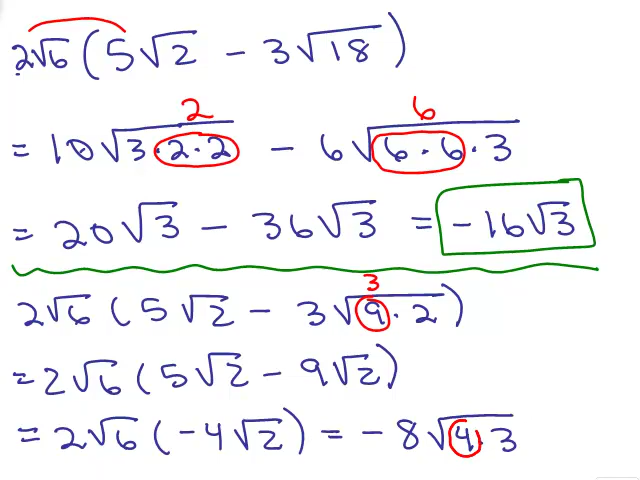 2√6 ( 5√2 − 3√18 )
2 6
= 10√3·2·2 − 6√6·6·3
= 20√3 − 36√3 = −16√3
3
2√6 ( 5√2 − 3√9·2 )
= 2√6 ( 5√2 − 9√2 )
= 2√6 ( −4√2 ) = −8√4·3